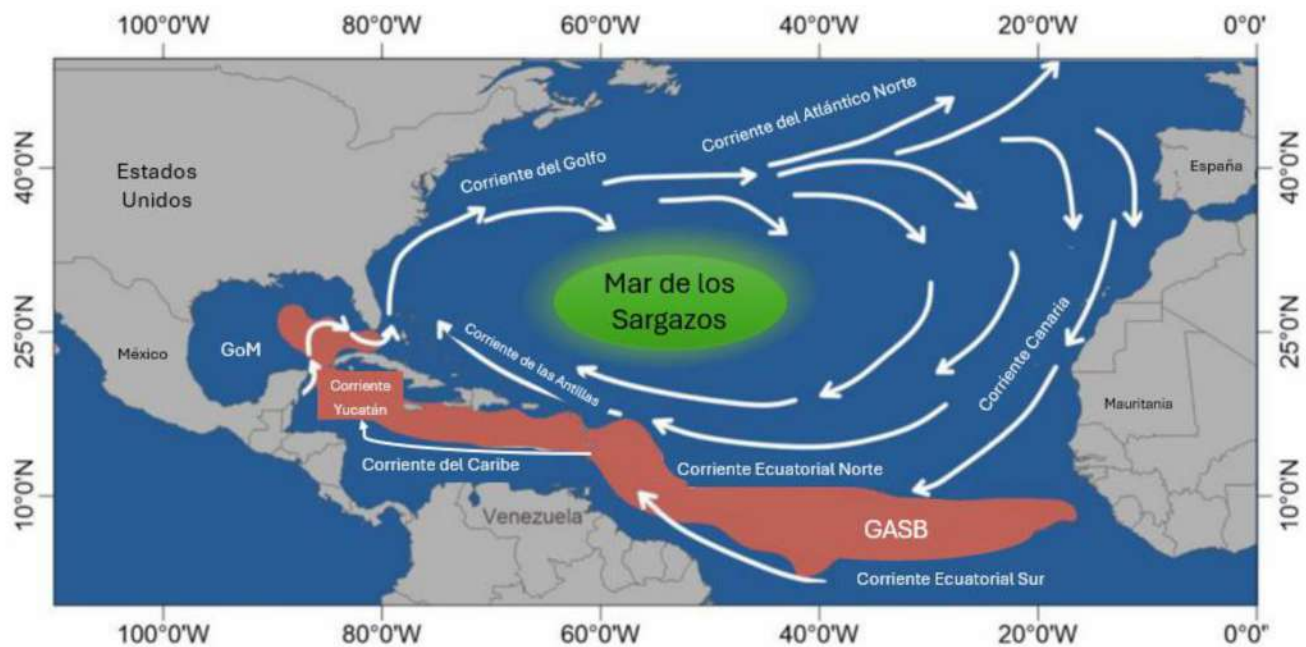 100°0'W 80°0'W 60°0'W 40°0'W 20°0'W 0°0'
40°0'N
25°0'N
10°0'N
Estados
Unidos
México
GoM
Corriente del Golfo
Corriente del Atlántico Norte
España
Mar de los
Sargazos
Corriente de las Antillas
Corriente Canaria
Mauritania
Corriente
Yucatán
Corriente del Caribe
Corriente Ecuatorial Norte
Venezuela
GASB
Corriente Ecuatorial Sur
40°0'N
25°0'N
10°0'N
100°0'W 80°0'W 60°0'W 40°0'W 20°0'W 0°0'